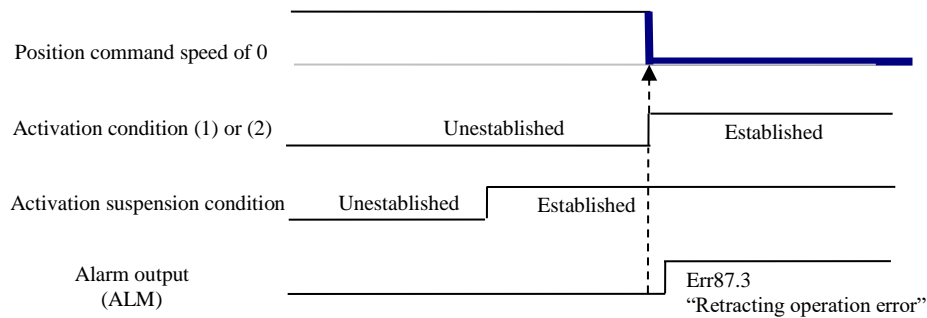 Position command speed of 0
Activation condition (1) or (2)
Unestablished
Established
Activation suspension condition
Unestablished
Established
Alarm output
(ALM)
Err87.3
“Retracting operation error”